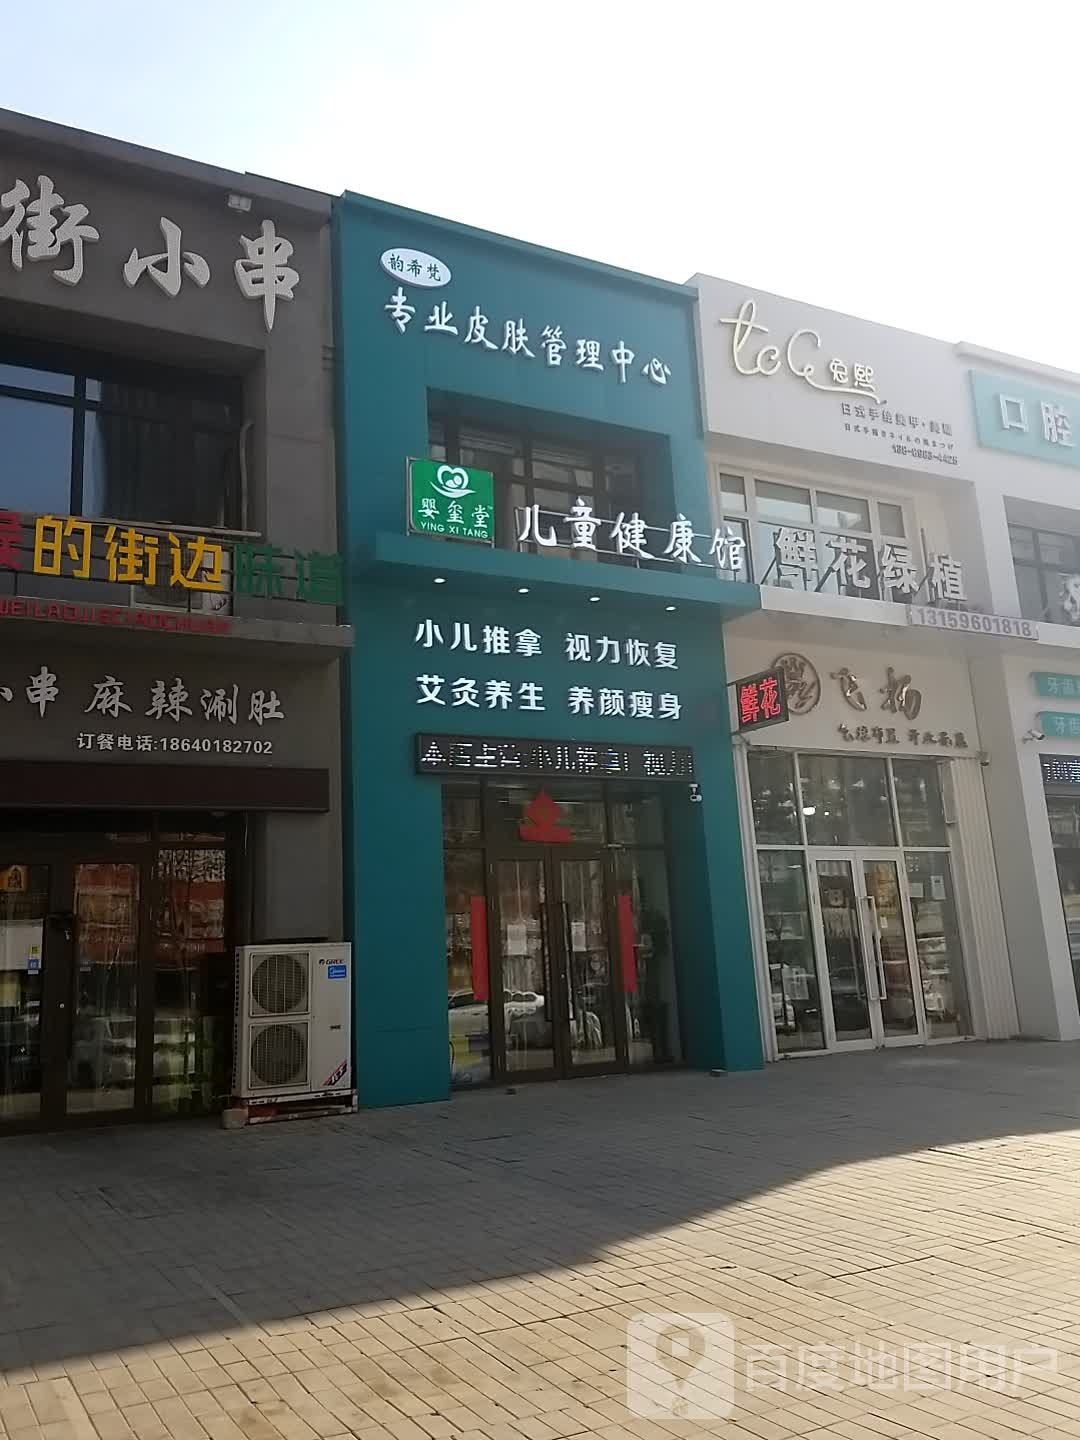 街小串
的街边味道
小串 麻辣涮肚
订餐电话:18640182702
GREE
韵希梵
专业皮肤管理中心
婴玺堂
YING XI TANG
儿童健康馆
小儿推拿 视力恢复
艾灸养生 养颜瘦身
兔熙
日式手绘美甲·美睫
鲜花绿植
13159601818
鲜花
飞扬
口腔
百度地图用户